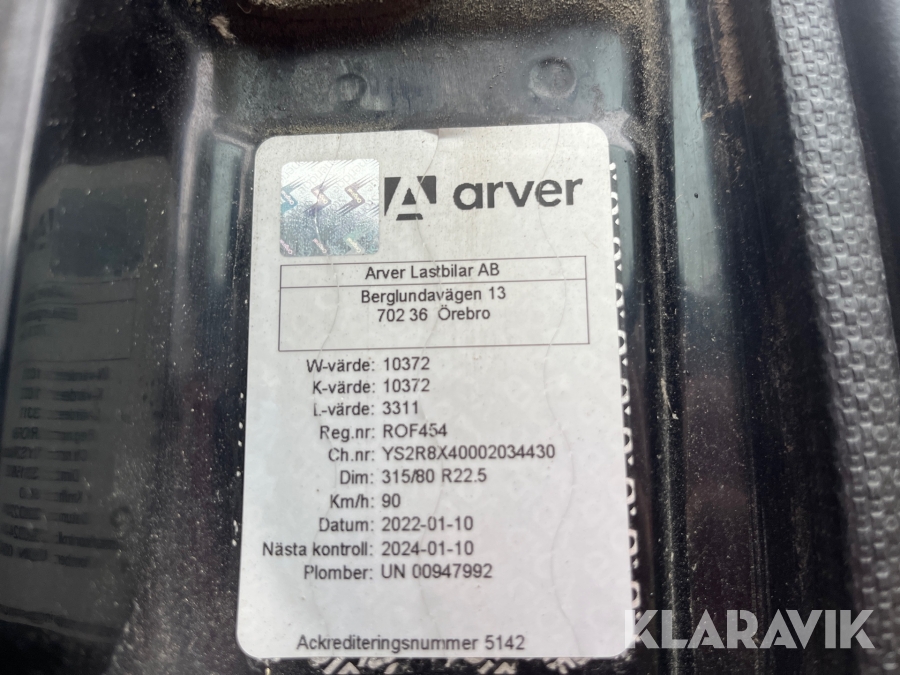 arver
Arver Lastbilar AB
Berglundavägen 13
702 36 Örebro
W-värde: 10372
K-värde: 10372
L-värde: 3311
Reg.nr: ROF454
Ch.nr: YS2R8X40002034430
Dim: 315/80 R22.5
Km/h: 90
Datum: 2022-01-10
Nästa kontroll: 2024-01-10
Plomber: UN 00947992
Ackrediteringsnummer 5142
KLARAVIK